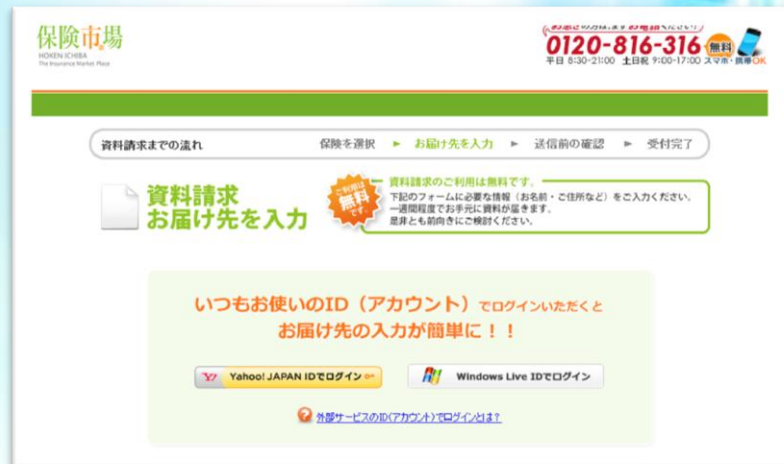 保険市場
HOKEN ICHIBA
The Insurance Market Place
0120-816-316 無料
平日 8:30-21:00 土日祝 9:00-17:00 スマホ・携帯OK
資料請求までの流れ 保険を選択 ► お届け先を入力 ► 送信前の確認 ► 受付完了
資料請求
お届け先を入力
ご利用は
無料
です。
資料請求のご利用は無料です。
下記のフォームに必要な情報（お名前・ご住所など）をご入力ください。
一週間程度でお手元に資料が届きます。
是非とも前向きにご検討ください。
いつもお使いのID（アカウント）でログインいただくと
お届け先の入力が簡単に！！
Y! Yahoo! JAPAN IDでログイン
Windows Live IDでログイン
外部サービスのID(アカウント)でログインとは?